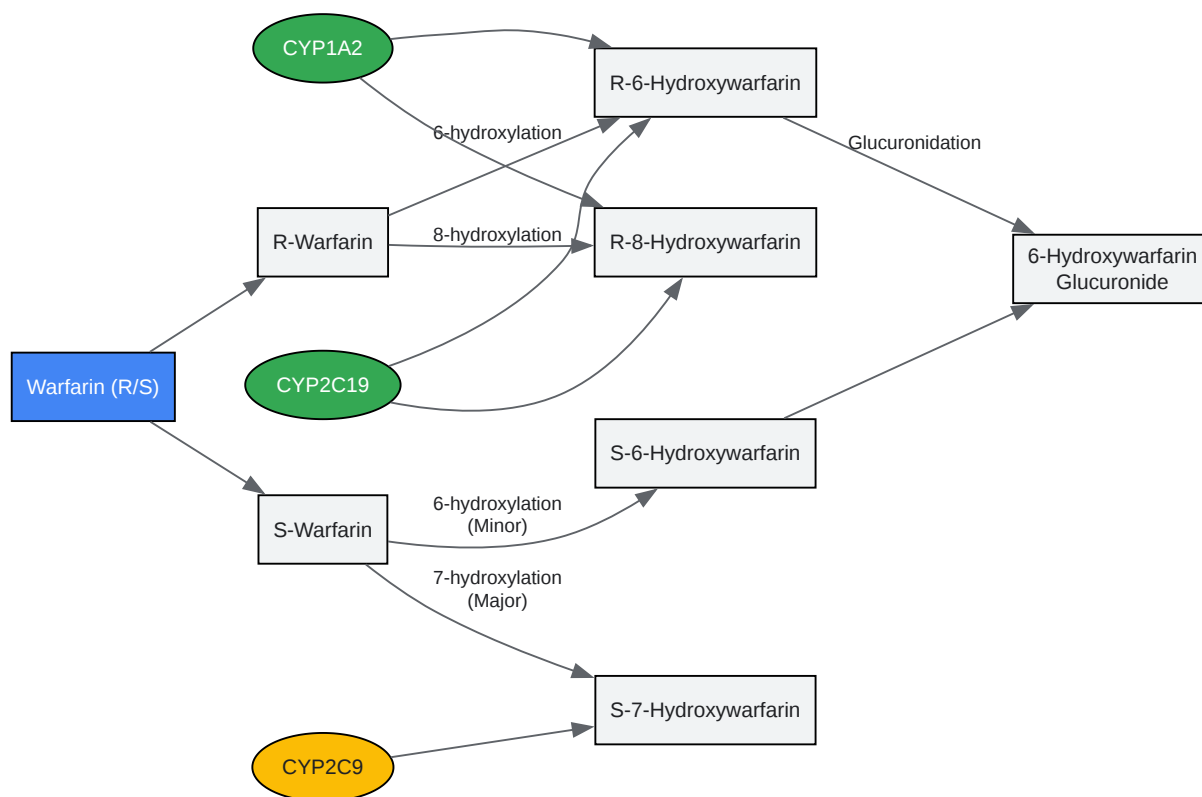 CYP1A2
R-6-Hydroxywarfarin
6-hydroxylation
Glucuronidation
R-Warfarin
8-hydroxylation
R-8-Hydroxywarfarin
6-Hydroxywarfarin
Glucuronide
Warfarin (R/S)
CYP2C19
S-6-Hydroxywarfarin
S-Warfarin
6-hydroxylation
(Minor)
7-hydroxylation
(Major)
S-7-Hydroxywarfarin
CYP2C9